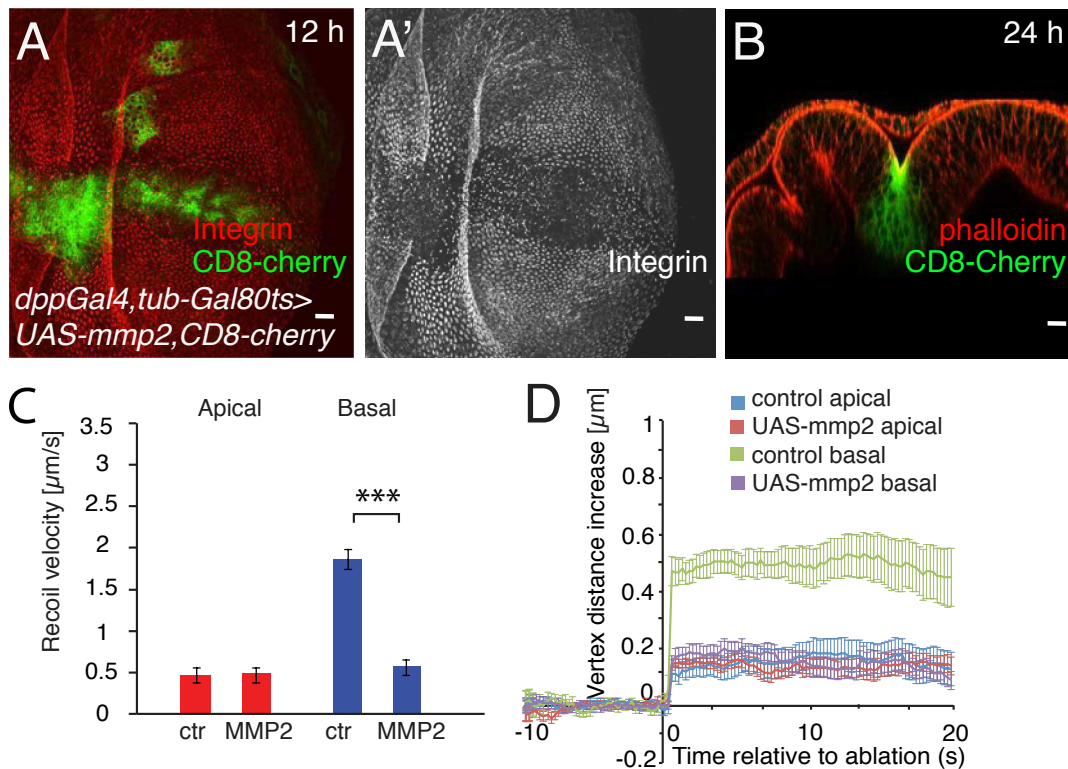 A
12 h
Integrin
CD8-cherry
dppGal4,tub-Gal80ts>
UAS-mmp2,CD8-cherry
A'
Integrin
B
24 h
phalloidin
CD8-Cherry
C
Apical
Basal
Recoil velocity [µm/s]
3.5
3
2.5
2
1.5
1
0.5
0
***
ctr
MMP2
ctr
MMP2
D
control apical
UAS-mmp2 apical
control basal
UAS-mmp2 basal
Vertex distance increase [µm]
1
0.8
0.6
0.4
0.2
0
-0.2
-10
0
10
20
Time relative to ablation (s)